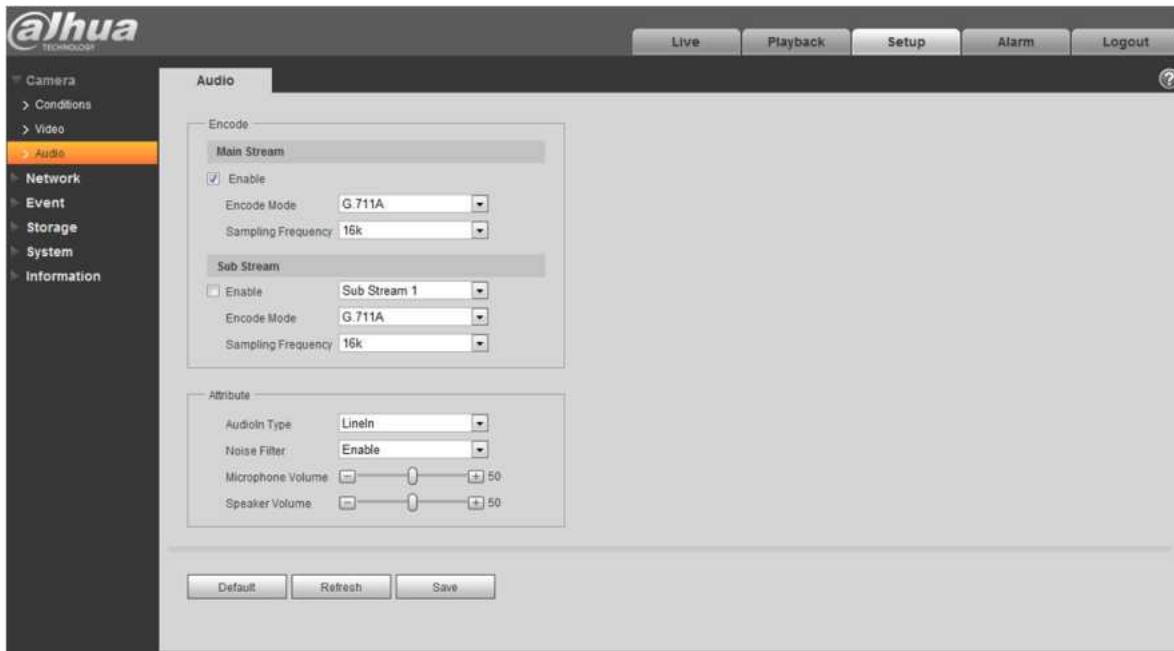 alhua
TECHNOLOGY
Live Playback Setup Alarm Logout
Camera
Conditions
Video
Audio
Network
Event
Storage
System
Information
Audio
?
Encode
Main Stream
Enable
Encode Mode G.711A
Sampling Frequency 16k
Sub Stream
Enable Sub Stream 1
Encode Mode G.711A
Sampling Frequency 16k
Attribute
AudioIn Type LineIn
Noise Filter Enable
Microphone Volume 50
Speaker Volume 50
Default Refresh Save